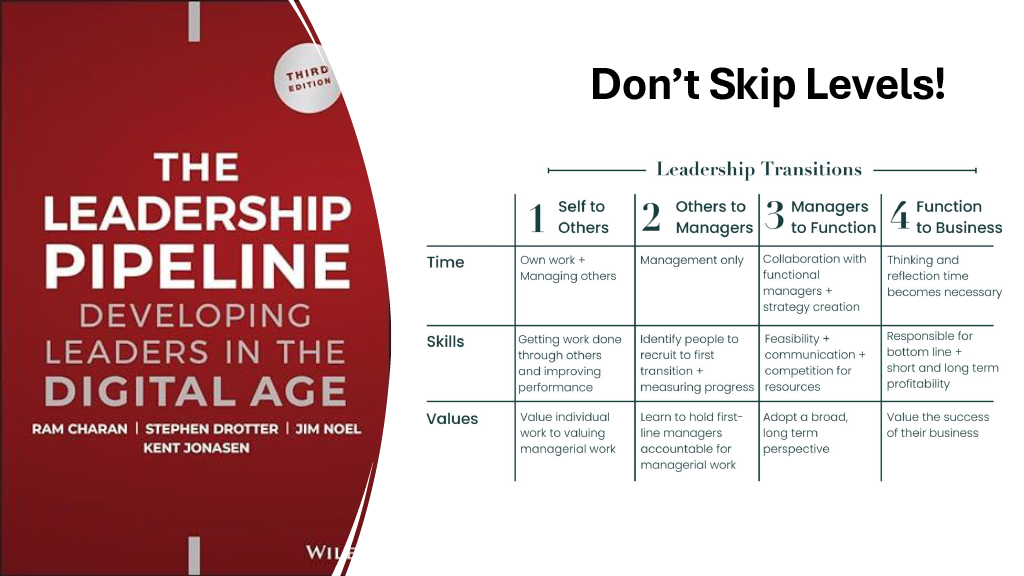 THIRD
EDITION
THE
LEADERSHIP
PIPELINE
DEVELOPING
LEADERS IN THE
DIGITAL AGE
RAM CHARAN | STEPHEN DROTTER | JIM NOEL
KENT JONASEN
Don’t Skip Levels!
Leadership Transitions
1 Self to
Others
2 Others to
Managers
3 Managers
to Function
4 Function
to Business
Time
Own work +
Managing others
Management only
Collaboration with
functional
managers +
strategy creation
Thinking and
reflection time
becomes necessary
Skills
Getting work done
through others
and improving
performance
Identify people to
recruit to first
transition +
measuring progress
Feasibility +
communication +
competition for
resources
Responsible for
bottom line +
short and long term
profitability
Values
Value individual
work to valuing
managerial work
Learn to hold first-
line managers
accountable for
managerial work
Adopt a broad,
long term
perspective
Value the success
of their business